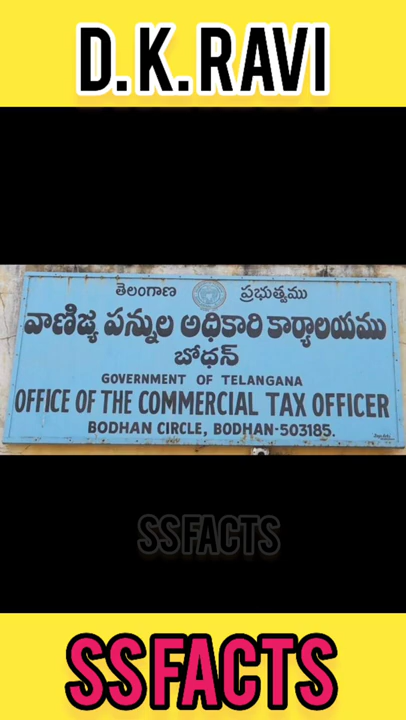 D.K.RAVI
తెలంగాణ ప్రభుత్వము
వాణిజ్య పన్నుల అధికారి కార్యాలయము
బోధన్
GOVERNMENT OF TELANGANA
OFFICE OF THE COMMERCIAL TAX OFFICER
BODHAN CIRCLE, BODHAN-503185.
SSFACTS
SSFACTS